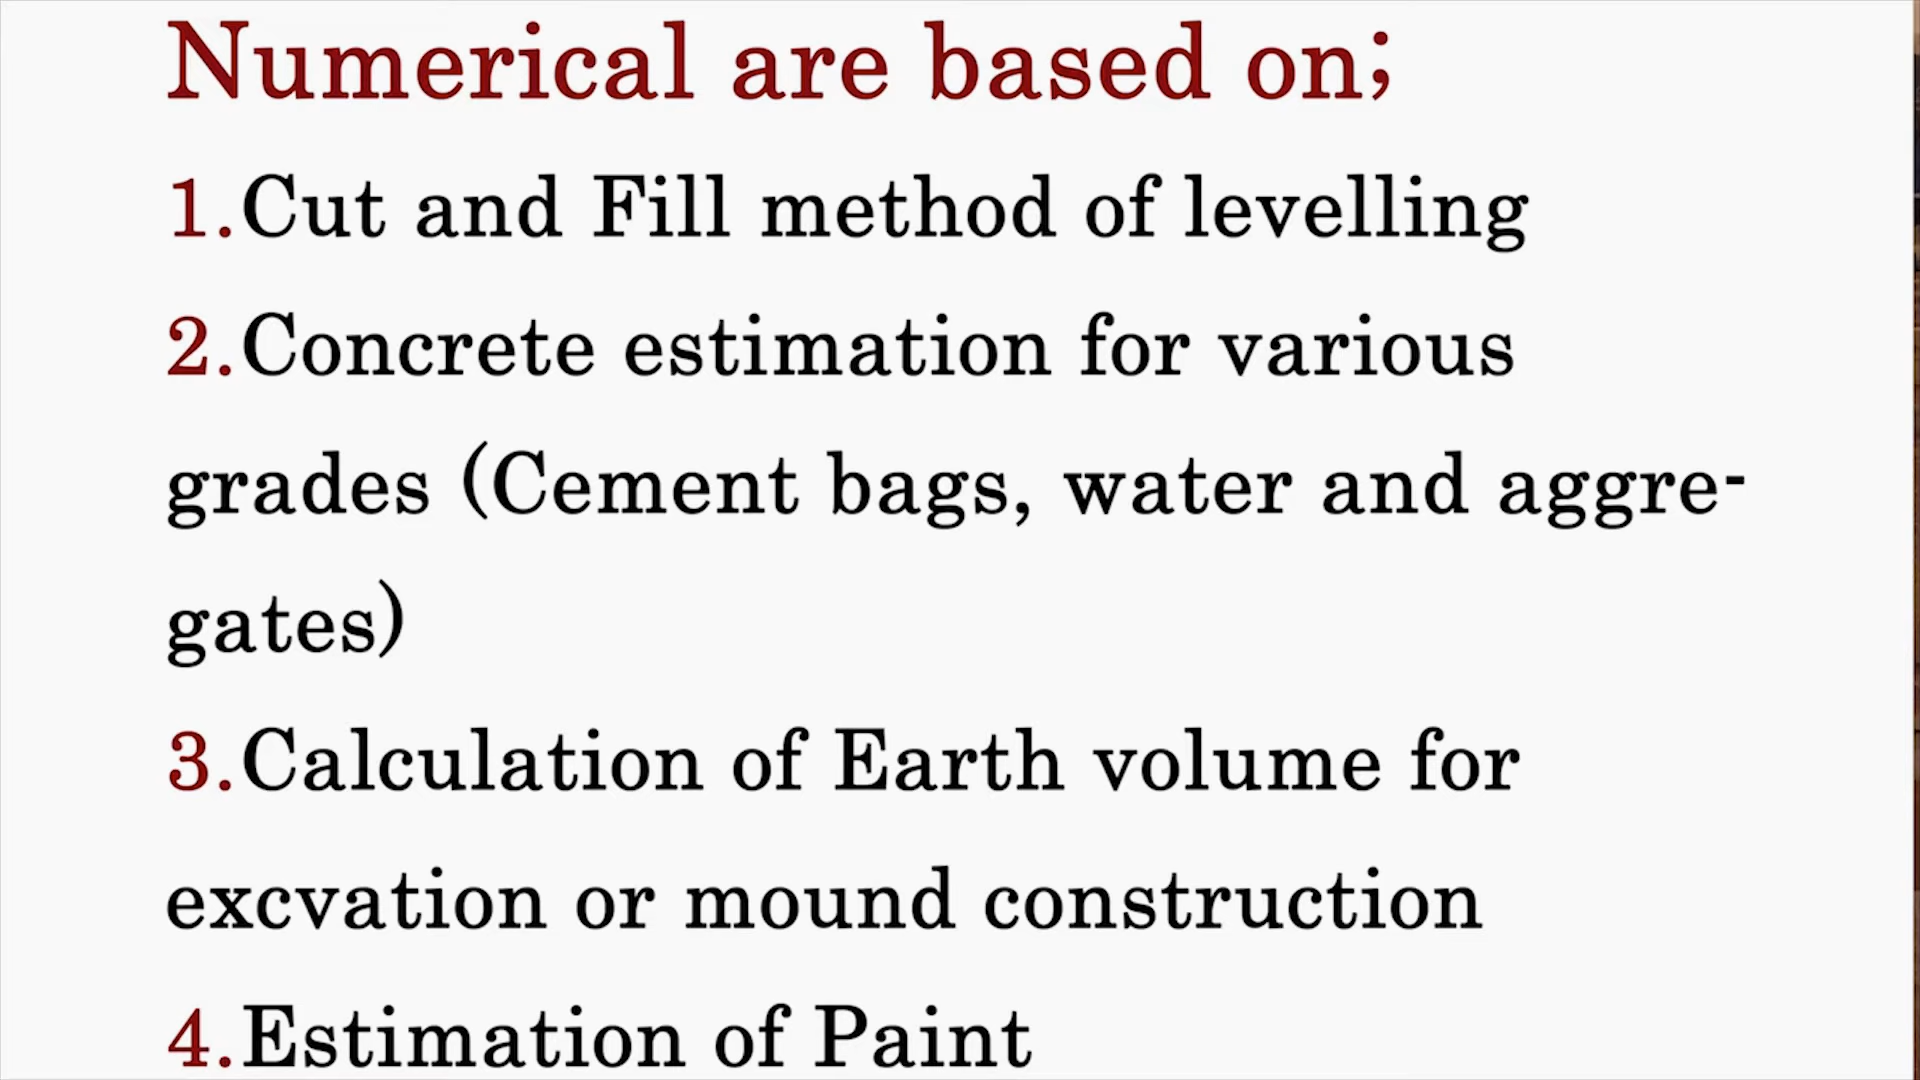 Numerical are based on;
1.Cut and Fill method of levelling
2.Concrete estimation for various
grades (Cement bags, water and aggre-
gates)
3.Calculation of Earth volume for
excvation or mound construction
4.Estimation of Paint